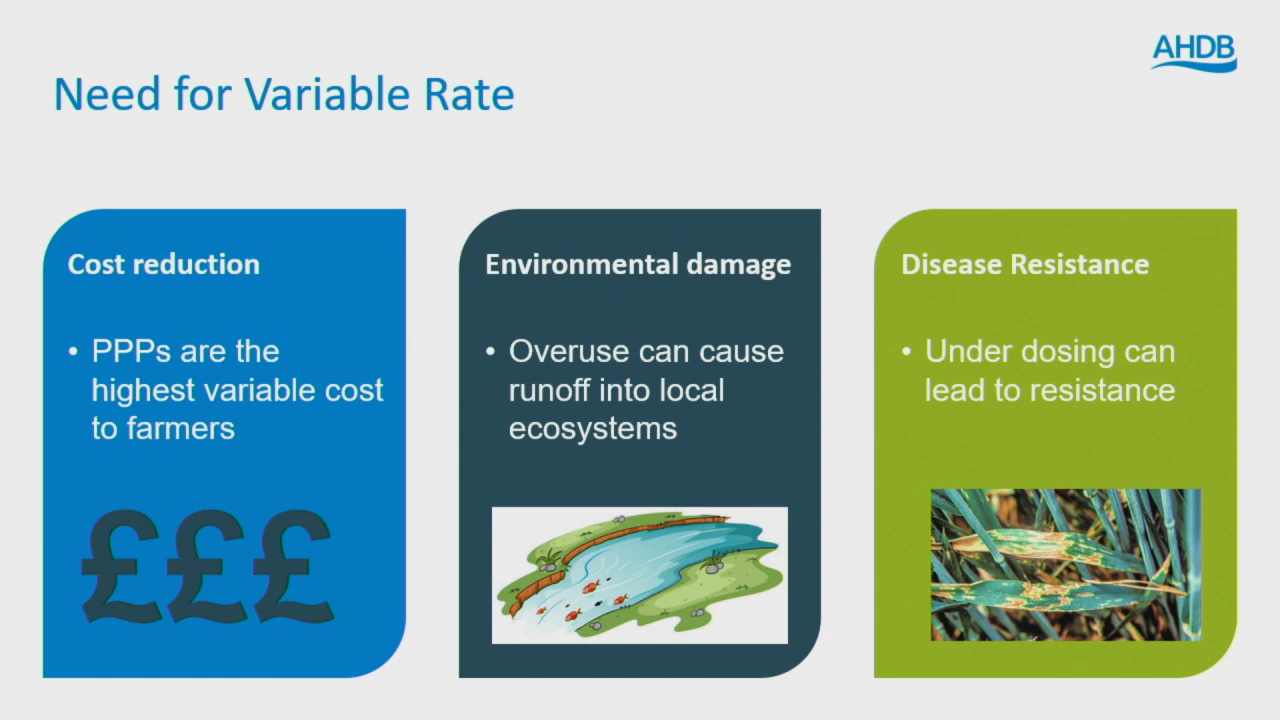 AHDB
Need for Variable Rate
Cost reduction
• PPPs are the
highest variable cost
to farmers
£££
Environmental damage
• Overuse can cause
runoff into local
ecosystems
Disease Resistance
• Under dosing can
lead to resistance